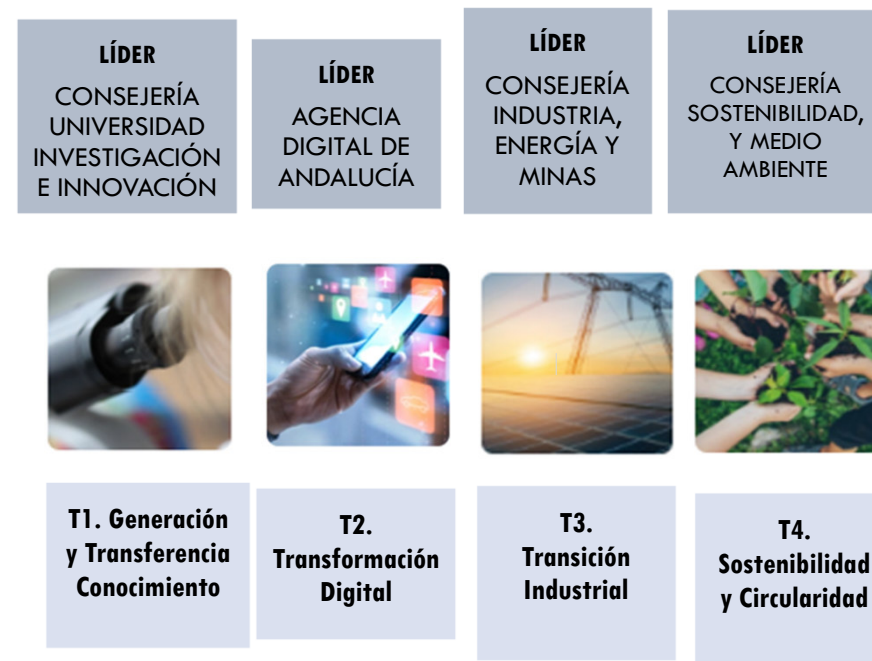 LÍDER
CONSEJERÍA
UNIVERSIDAD
INVESTIGACIÓN
E INNOVACIÓN
LÍDER
AGENCIA
DIGITAL DE
ANDALUCÍA
LÍDER
CONSEJERÍA
INDUSTRIA,
ENERGÍA Y
MINAS
LÍDER
CONSEJERÍA
SOSTENIBILIDAD,
Y MEDIO
AMBIENTE
T1. Generación
y Transferencia
Conocimiento
T2.
Transformación
Digital
T3.
Transición
Industrial
T4.
Sostenibilidad
y Circularidad